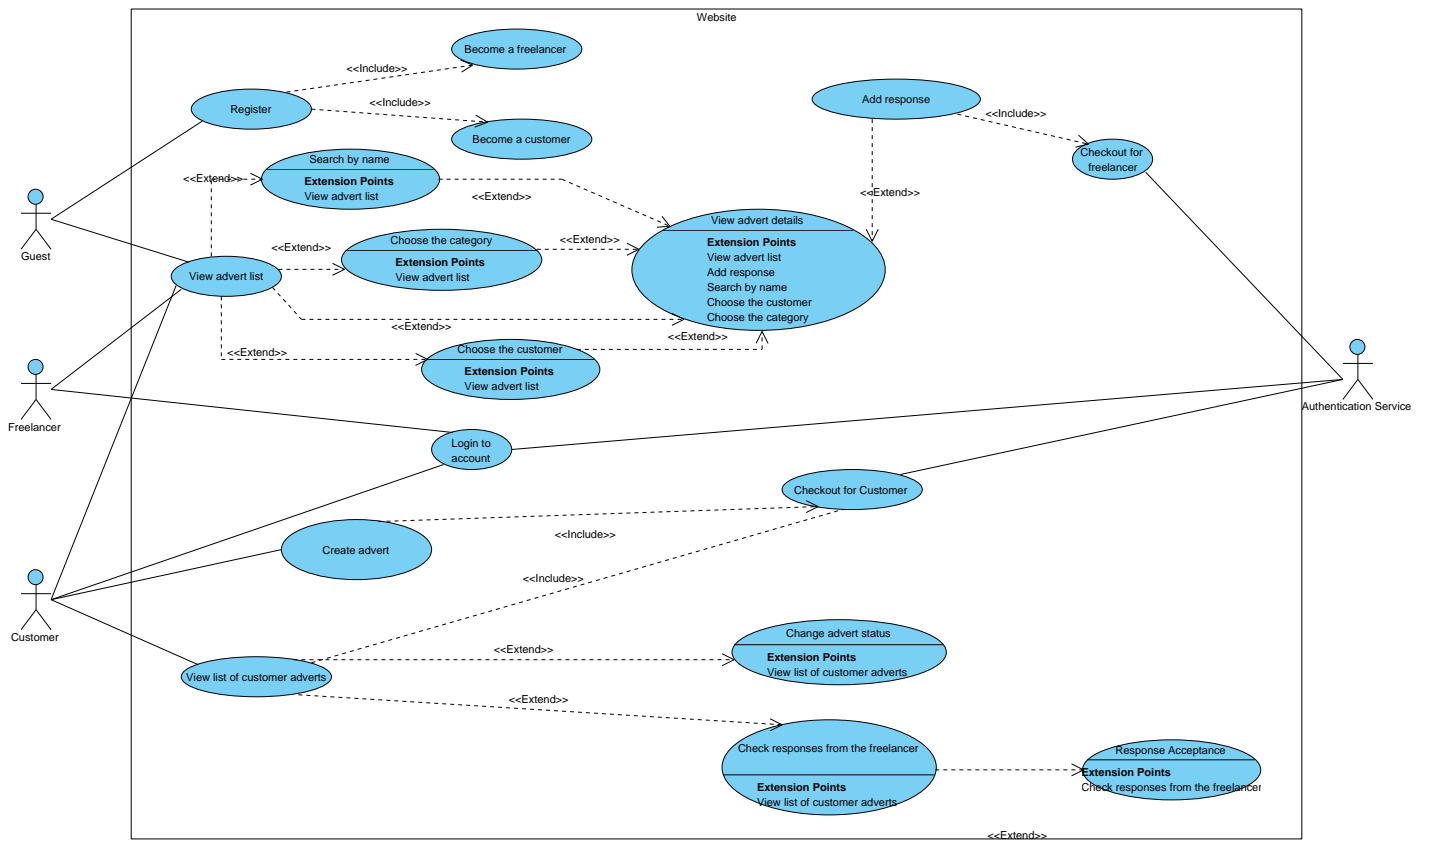 Website
Become a freelancer
<<Include>>
Register
<<Include>>
Become a customer
Add response
<<Include>>
Checkout for
freelancer
Search by name
Extension Points
View advert list
<<Extend>>
<<Extend>>
<<Extend>>
Guest
View advert list
<<Extend>>
Choose the category
Extension Points
View advert list
<<Extend>>
View advert details
Extension Points
View advert list
Add response
Search by name
Choose the customer
Choose the category
<<Extend>>
<<Extend>>
<<Extend>>
Choose the customer
Extension Points
View advert list
Freelancer
Authentication Service
Login to
account
Checkout for Customer
<<Include>>
Create advert
<<Include>>
Customer
View list of customer adverts
<<Extend>>
Change advert status
Extension Points
View list of customer adverts
<<Extend>>
Check responses from the freelancer
Extension Points
View list of customer adverts
Response Acceptance
Extension Points
Check responses from the freelancer
<<Extend>>